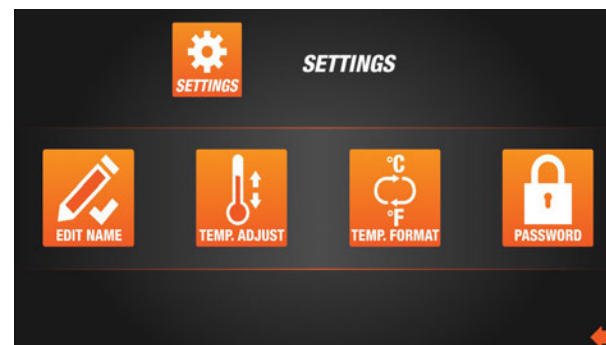 SETTINGS
SETTINGS
°C
°F
EDIT NAME
TEMP. ADJUST
TEMP. FORMAT
PASSWORD